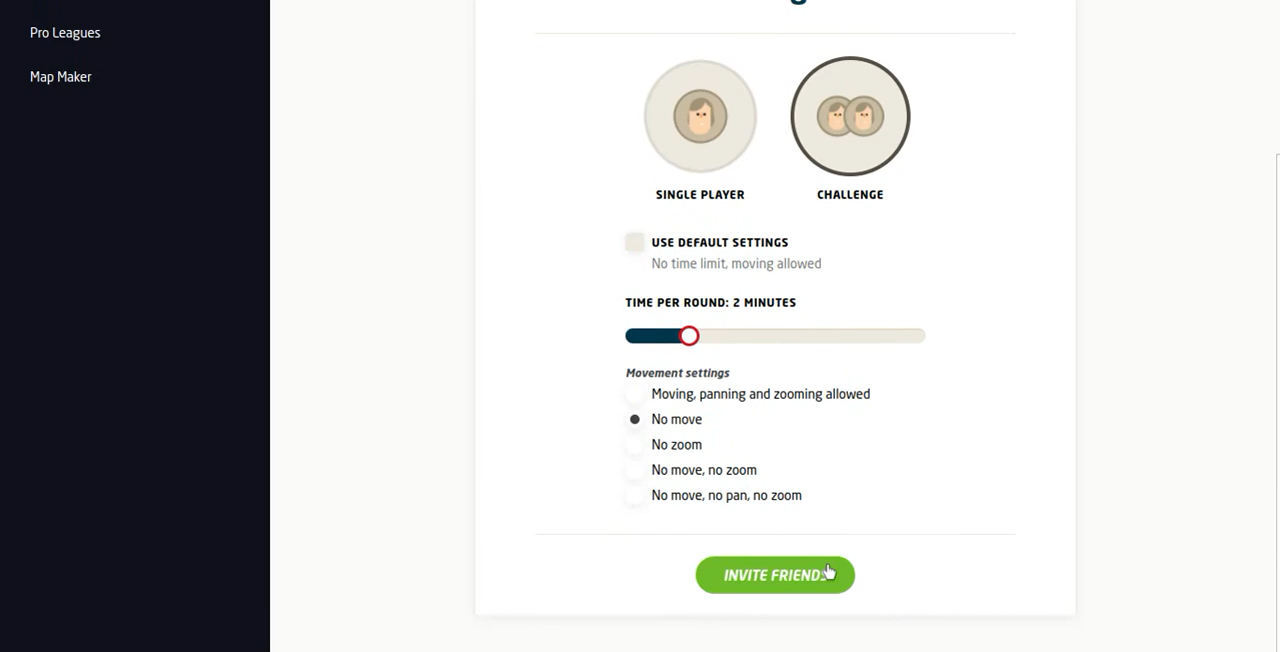 Pro Leagues
Map Maker
SINGLE PLAYER
CHALLENGE
USE DEFAULT SETTINGS
No time limit, moving allowed
TIME PER ROUND: 2 MINUTES
Movement settings
Moving, panning and zooming allowed
No move
No zoom
No move, no zoom
No move, no pan, no zoom
INVITE FRIENDS